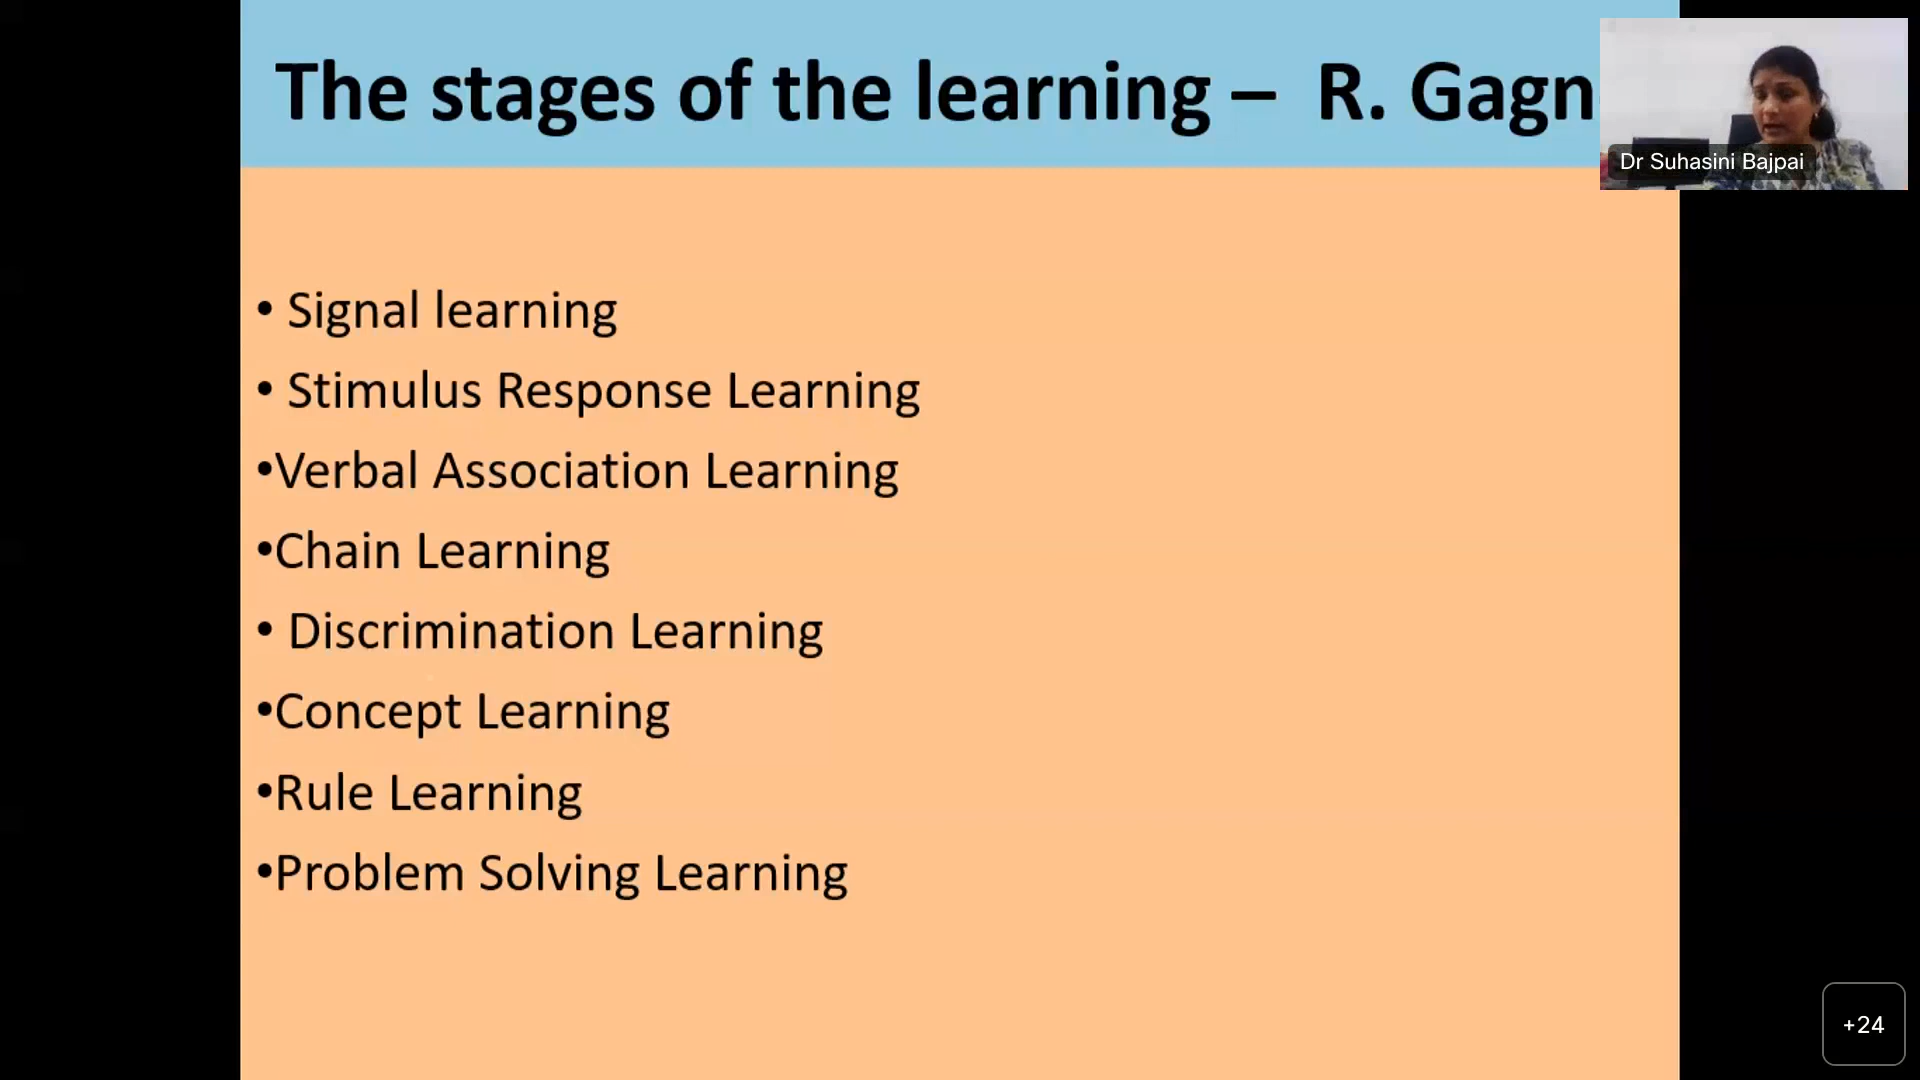 The stages of the learning – R. Gagn
Dr Suhasini Bajpai
• Signal learning
• Stimulus Response Learning
•Verbal Association Learning
•Chain Learning
• Discrimination Learning
•Concept Learning
•Rule Learning
•Problem Solving Learning
+24